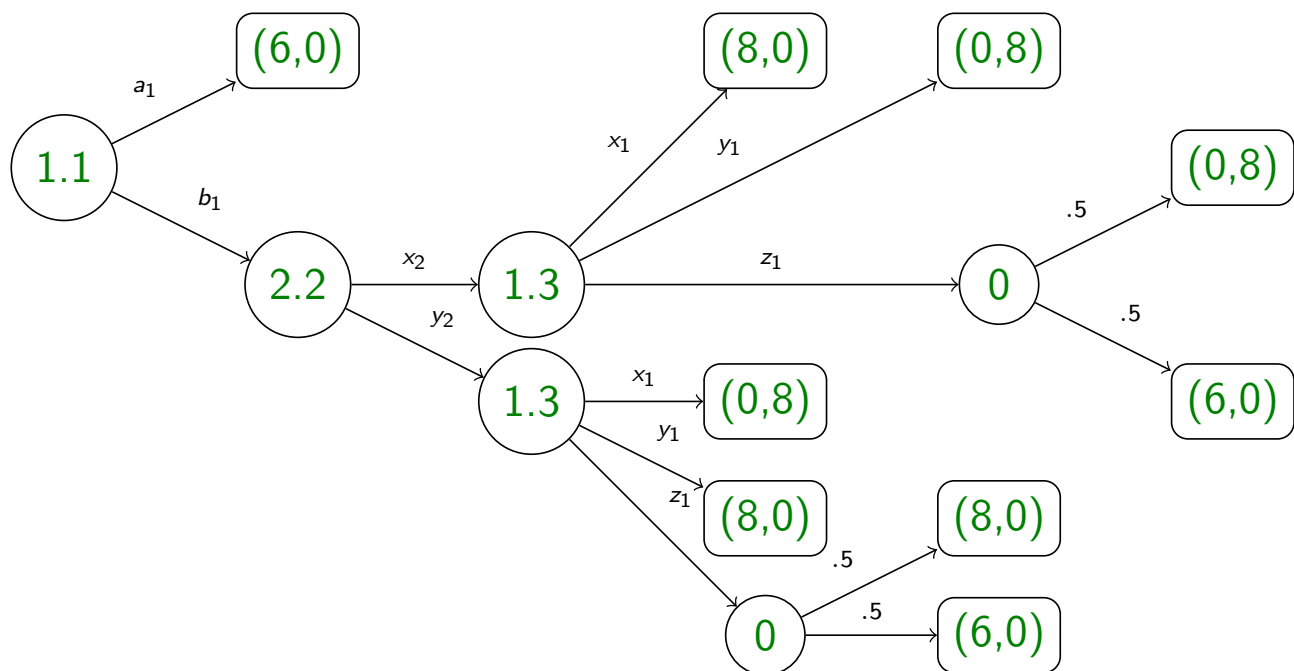 (6,0)
(8,0)
(0,8)
a1
x1
y1
1.1
(0,8)
b1
.5
x2
z1
2.2
1.3
0
y2
.5
x1
1.3
(0,8)
(6,0)
y1
z1
(8,0)
(8,0)
.5
.5
0
(6,0)